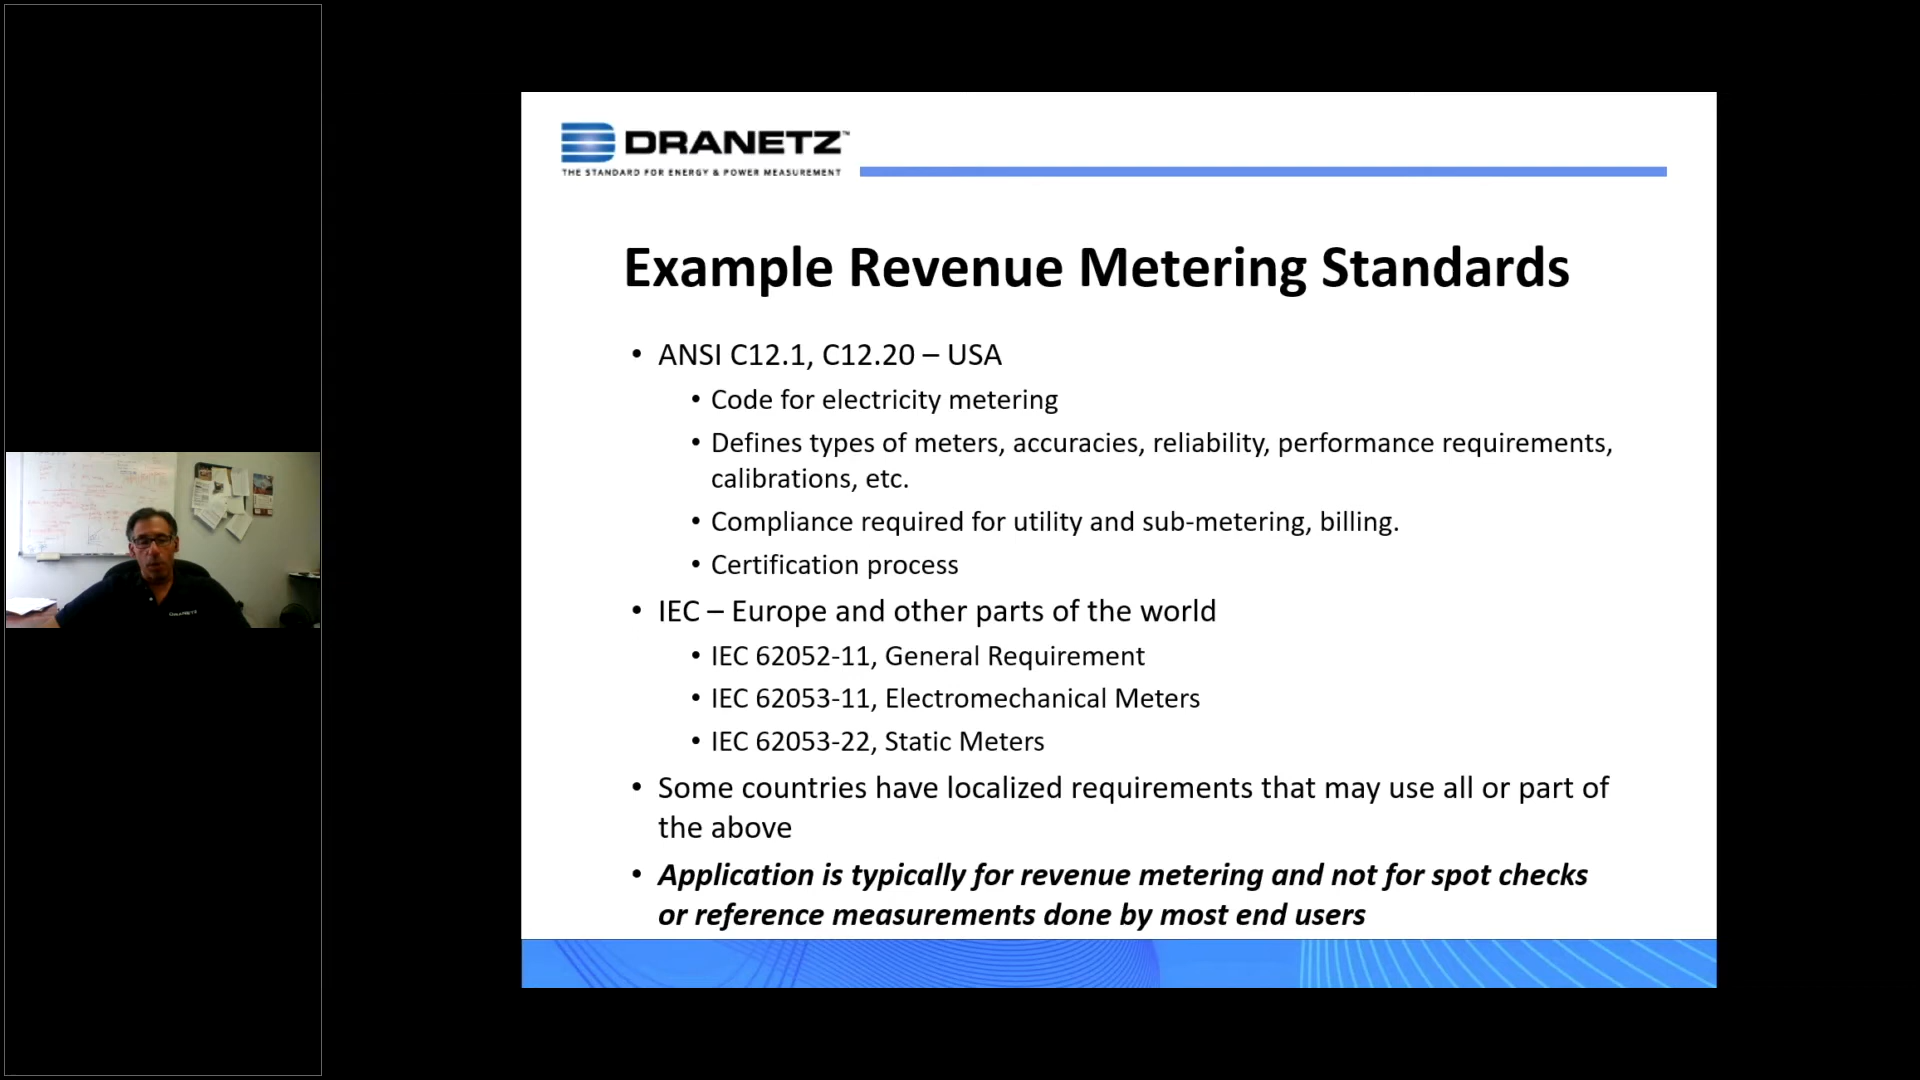 DRANETZ™
THE STANDARD FOR ENERGY & POWER MEASUREMENT
Example Revenue Metering Standards
• ANSI C12.1, C12.20 – USA
• Code for electricity metering
• Defines types of meters, accuracies, reliability, performance requirements,
calibrations, etc.
• Compliance required for utility and sub-metering, billing.
• Certification process
• IEC – Europe and other parts of the world
• IEC 62052-11, General Requirement
• IEC 62053-11, Electromechanical Meters
• IEC 62053-22, Static Meters
• Some countries have localized requirements that may use all or part of
the above
• Application is typically for revenue metering and not for spot checks
or reference measurements done by most end users
DRANETZ